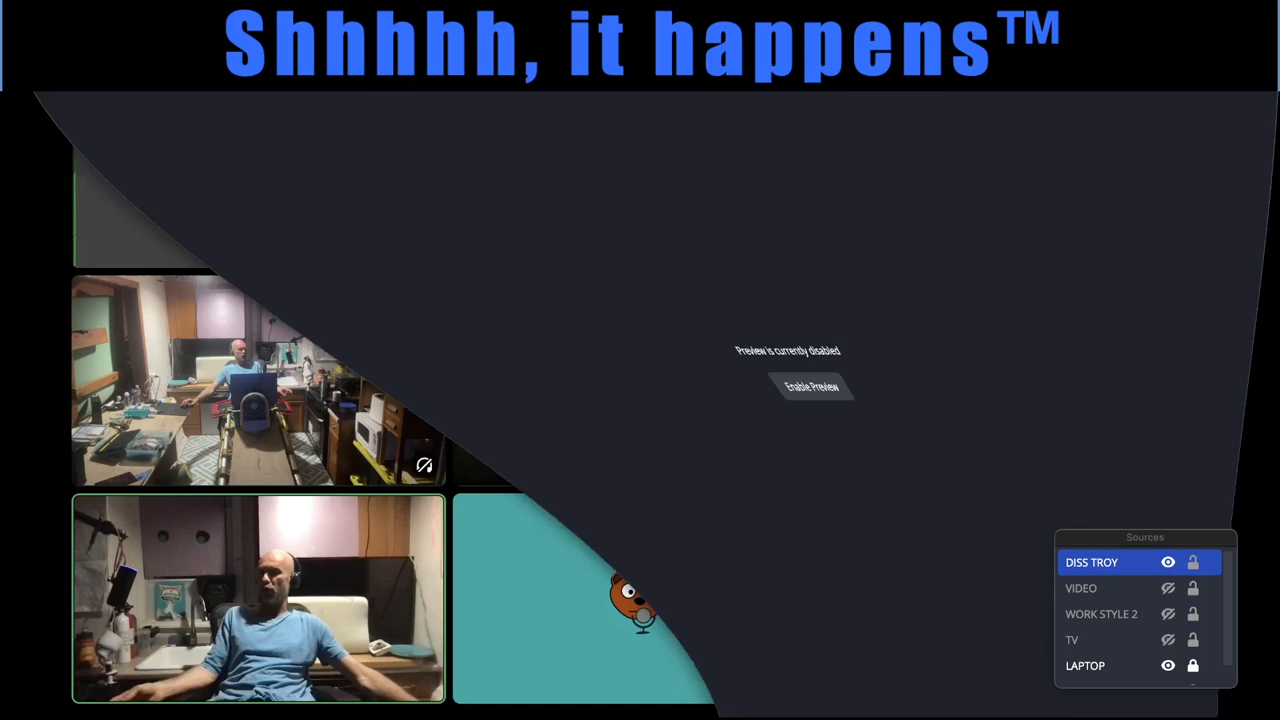 Shhhhh, it happens™
Preview is currently disabled
Enable Preview
Sources
DISS TROY
VIDEO
WORK STYLE 2
TV
LAPTOP